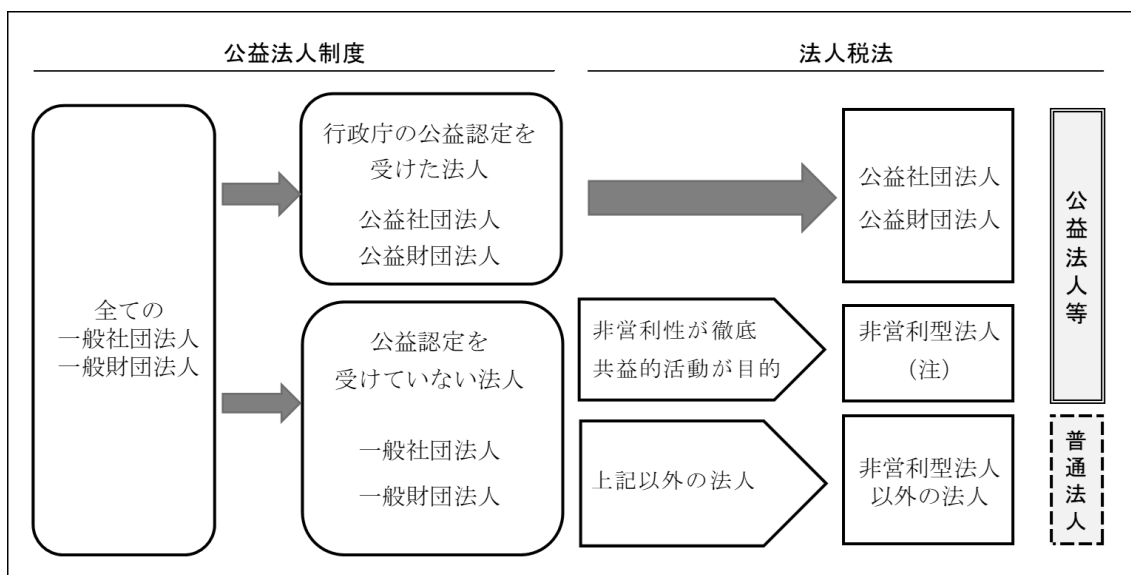 公益法人制度
法人税法
全ての
一般社団法人
一般財団法人
行政庁の公益認定を
受けた法人
公益社団法人
公益財団法人
公益認定を
受けていない法人
一般社団法人
一般財団法人
非営利性が徹底
共益的活動が目的
上記以外の法人
公益社団法人
公益財団法人
非営利型法人
(注)
非営利型法人
以外の法人
公益法人等
普通法人